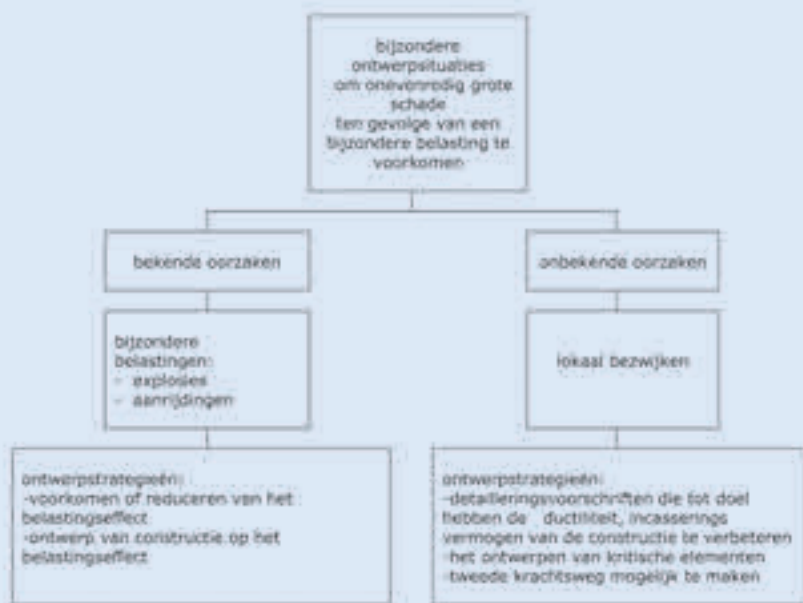 bijzondere
ontwerpsituaties
om onevenredig grote
schade
ten gevolge van een
bijzondere belasting te
voorkomen
bekende oorzaken
onbekende oorzaken
bijzondere
belastingen:
- explosies
- aanrijdingen
lokaal bezwijken
ontwerpstrategieën:
-voorkomen of reduceren van het
belastingseffect
-ontwerp van constructie op het
belastingseffect
ontwerpstrategieën:
-detailleringsvoorschriften die tot doel
hebben de ductiliteit, incasserings
vermogen van de constructie te verbeteren
-het ontwerpen van kritische elementen
-tweede krachtsweg mogelijk te maken